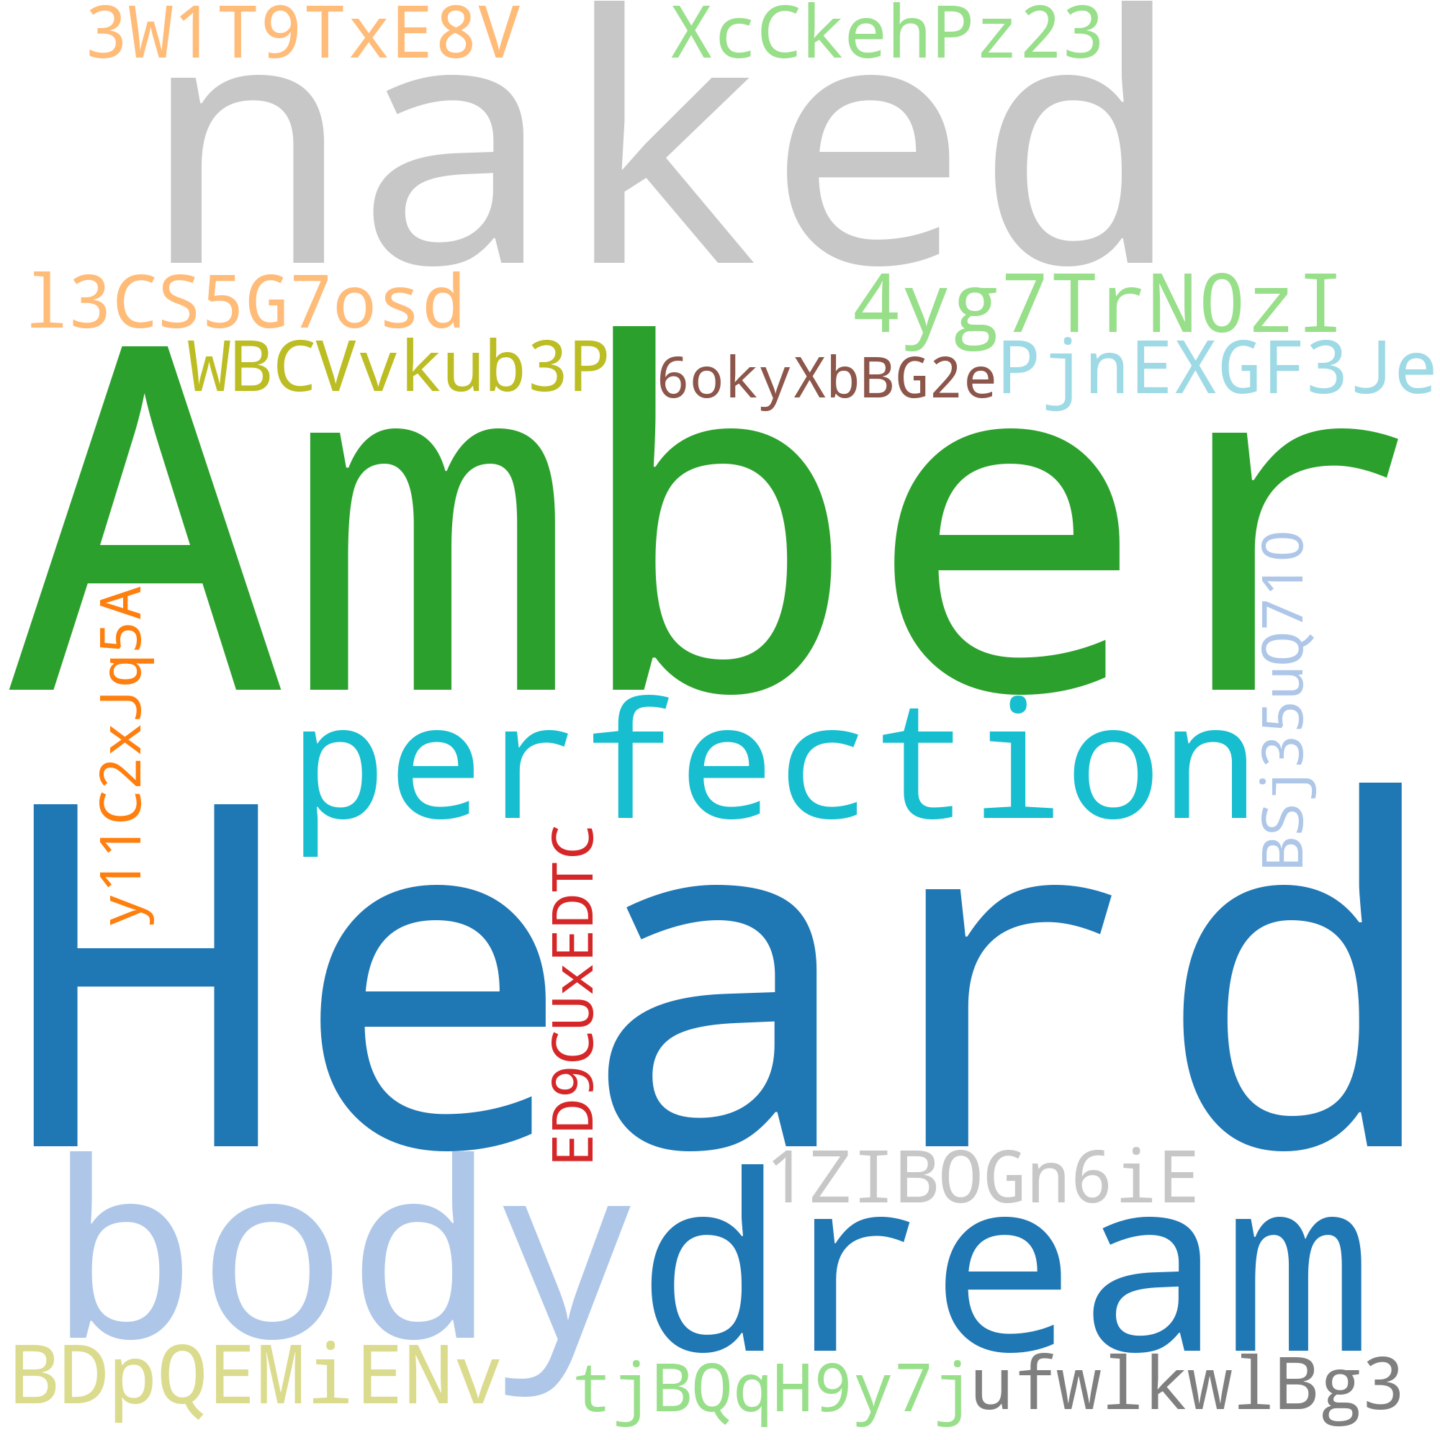 3W1T9TxE8V
XcCkehPz23
naked
l3CS5G7osd
4yg7TrN0zI
WBCVvkub3P
6okyXbBG2e
PjnEXGF3Je
Amber
y11C2xJq5A
BSj35uQ710
perfection
Heard
ED9CUxEDTC
body
1ZIBOGn6iE
dream
BDpQEMiENv
tjBQqH9y7j
ufwlkwlBg3